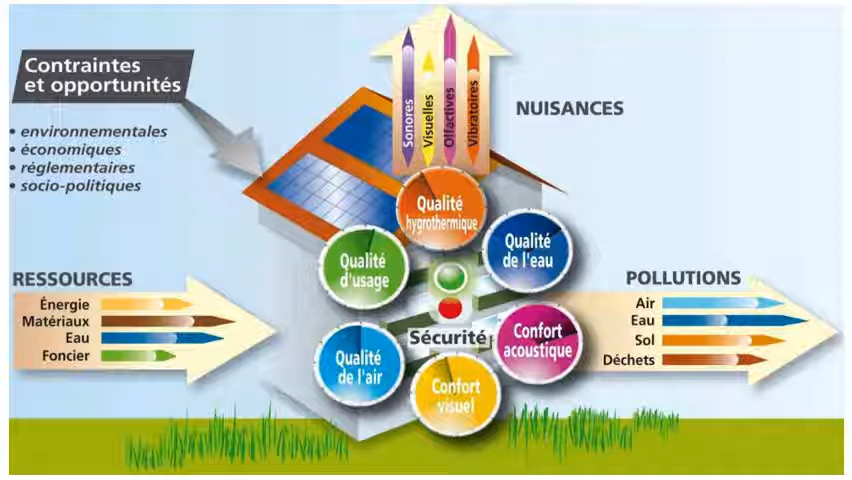 Contraintes
et opportunités
• environnementales
• économiques
• réglementaires
• socio-politiques
Sonores
Visuelles
Olfactives
Vibratoires
NUISANCES
Qualité
hygrothermique
Qualité
de l'eau
Qualité
d'usage
RESSOURCES
Énergie
Matériaux
Eau
Foncier
POLLUTIONS
Air
Eau
Sol
Déchets
Sécurité
Confort
acoustique
Qualité
de l'air
Confort
visuel